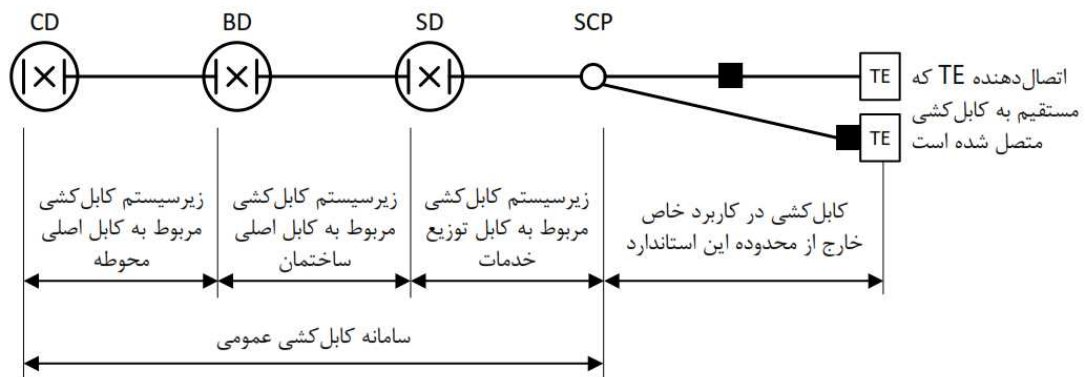 CD
BD
SD
SCP
TE
اتصال‌دهنده TE که
مستقیم به کابل‌کشی
متصل شده است
TE
زیرسیستم کابل‌کشی
مربوط به کابل اصلی
محوطه
زیرسیستم کابل‌کشی
مربوط به کابل اصلی
ساختمان
زیرسیستم کابل‌کشی
مربوط به کابل توزیع
خدمات
کابل‌کشی در کاربرد خاص
خارج از محدوده این استاندارد
سامانه کابل‌کشی عمومی